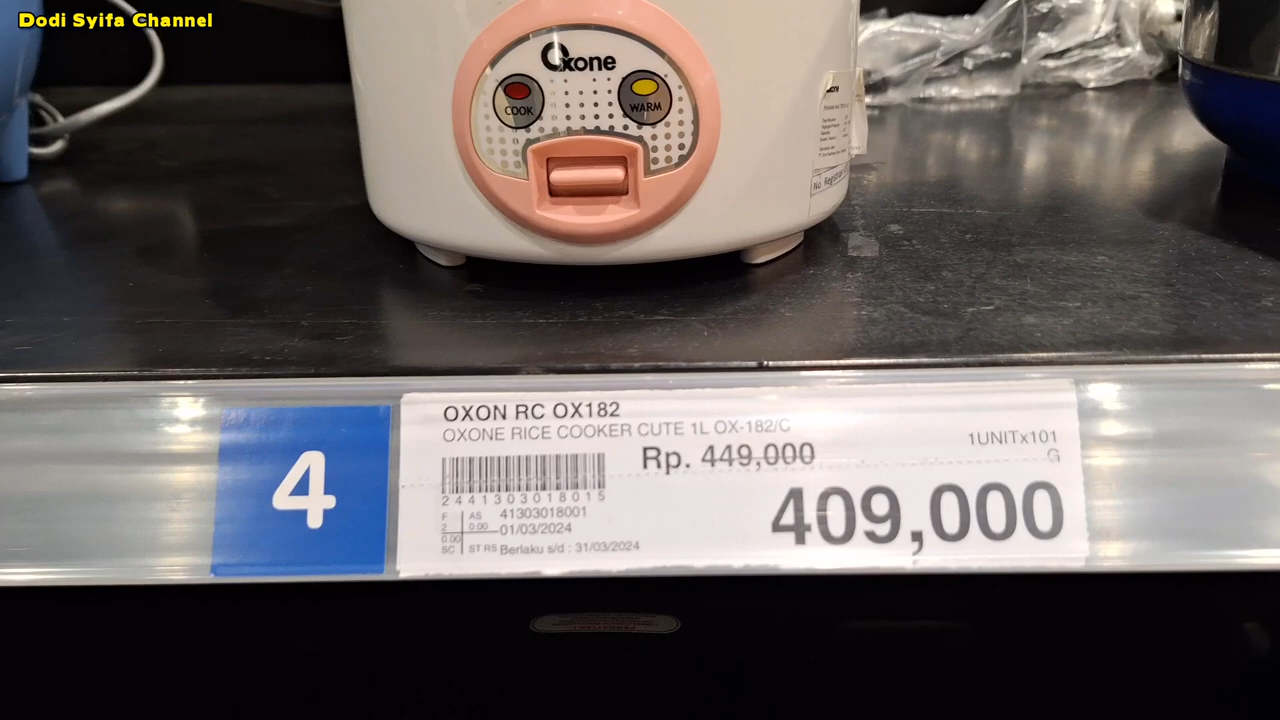 Dodi Syifa Channel
Oxone
COOK
WARM
No.
4
OXON RC OX182
OXONE RICE COOKER CUTE 1L OX-182/C
1UNITx101
G
Rp. 449,000
409,000
2441303018015
F AS 41303018001
2 0.00 01/03/2024
0.00
SC ST RS Berlaku s/d : 31/03/2024